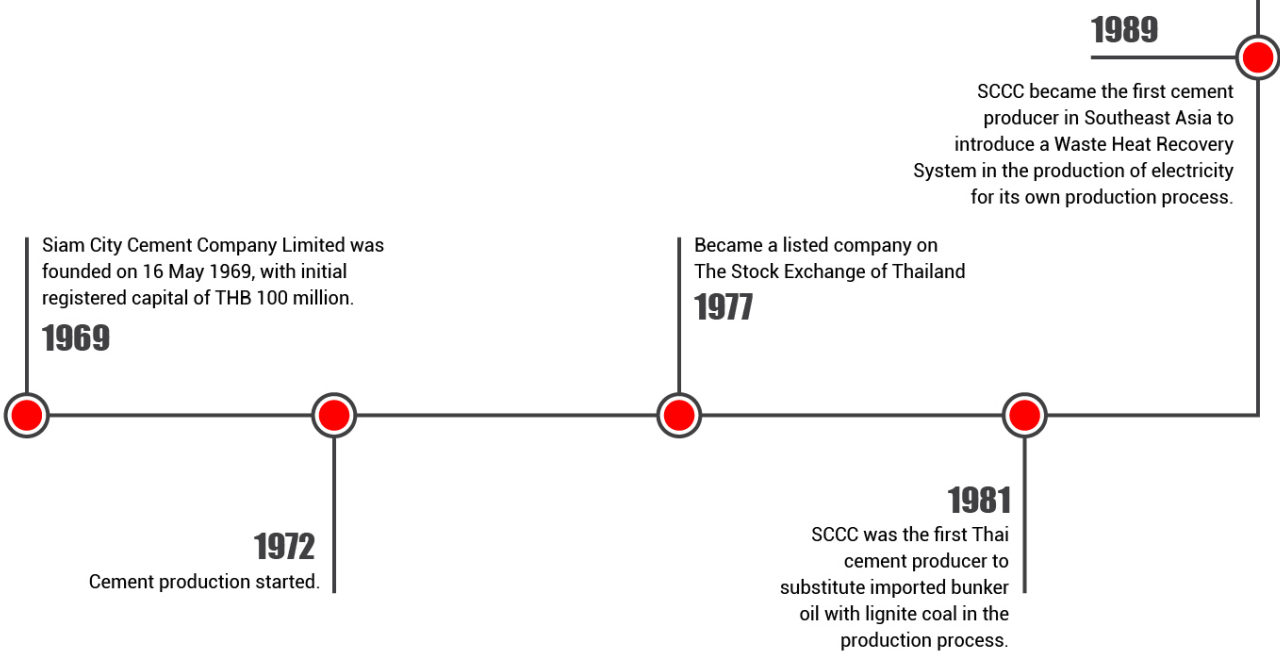 1989
SCCC became the first cement
producer in Southeast Asia to
introduce a Waste Heat Recovery
System in the production of electricity
for its own production process.
Siam City Cement Company Limited was
founded on 16 May 1969, with initial
registered capital of THB 100 million.
1969
Became a listed company on
The Stock Exchange of Thailand
1977
1972
Cement production started.
1981
SCCC was the first Thai
cement producer to
substitute imported bunker
oil with lignite coal in the
production process.